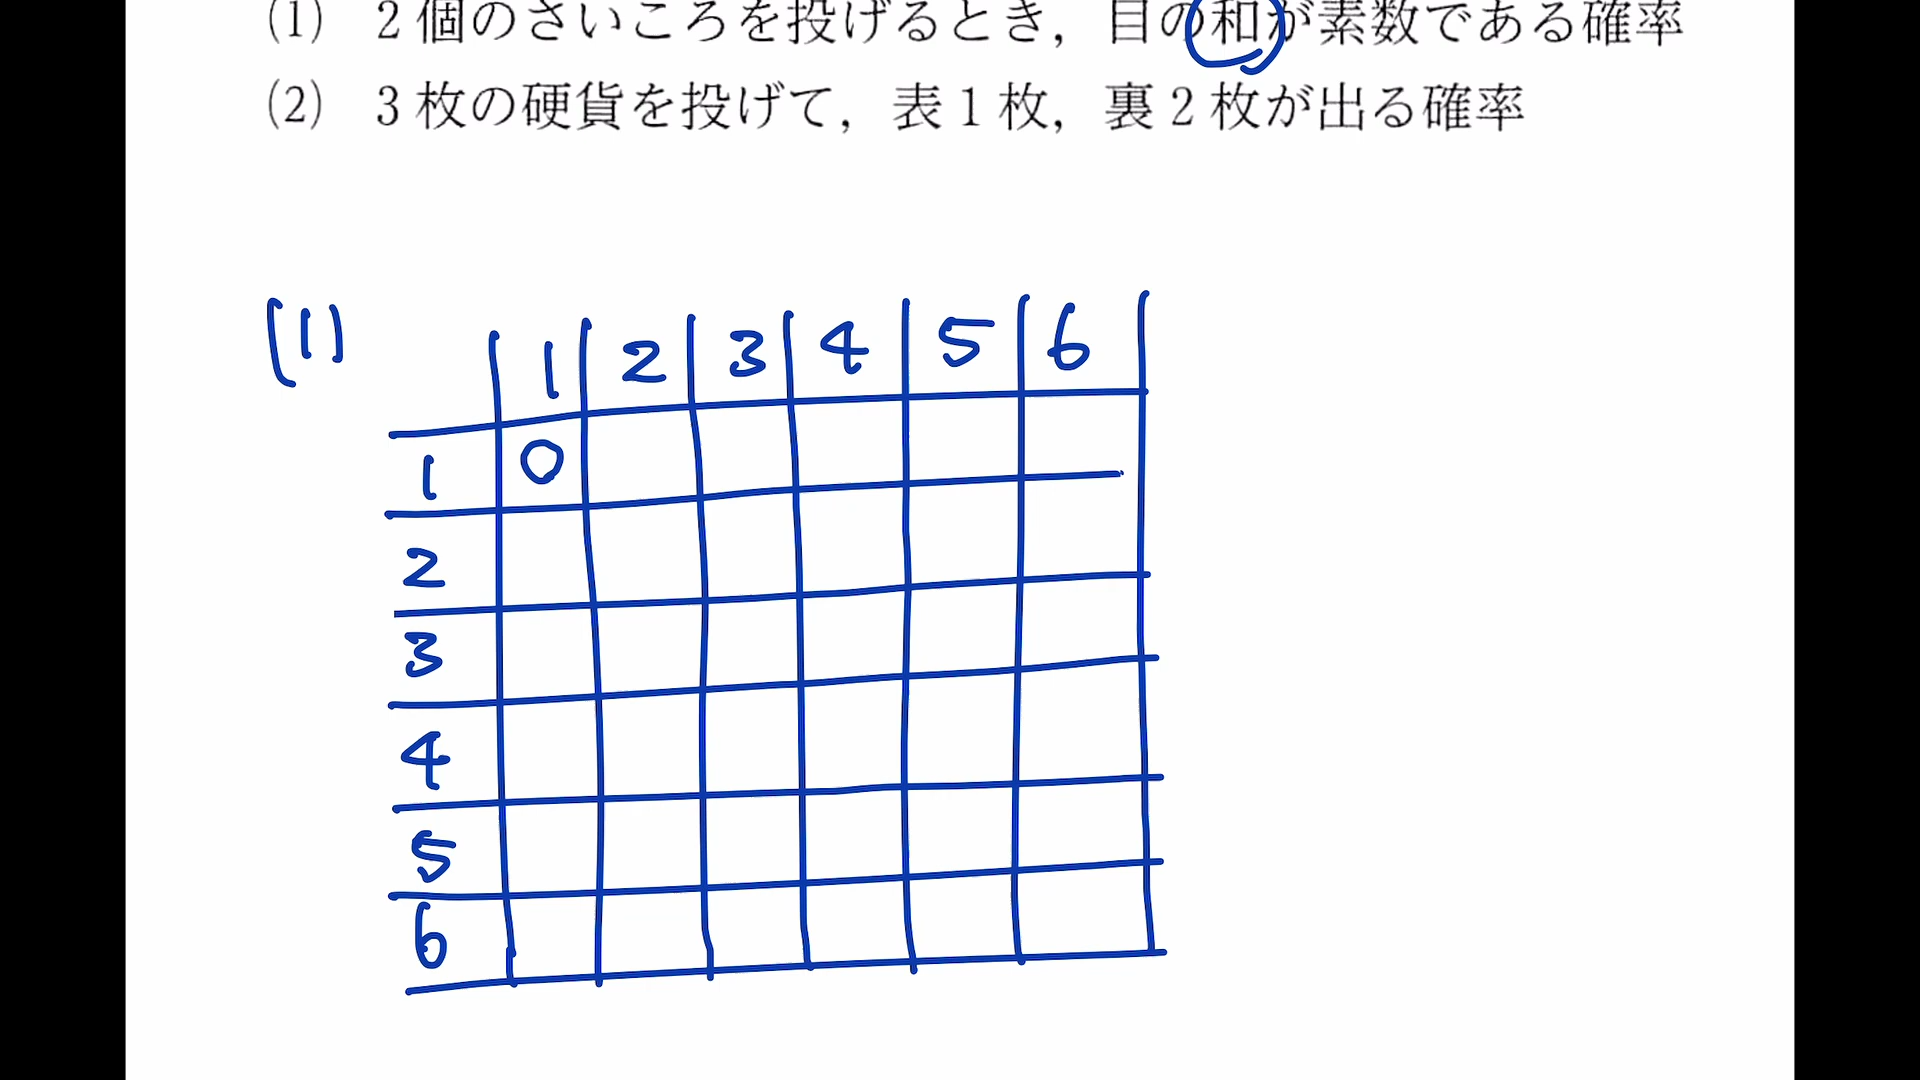 (1) 2個のさいころを投げるとき，目の和が素数である確率
(2) 3枚の硬貨を投げて，表1枚，裏2枚が出る確率
(1)
1 2 3 4 5 6
1 0
2
3
4
5
6